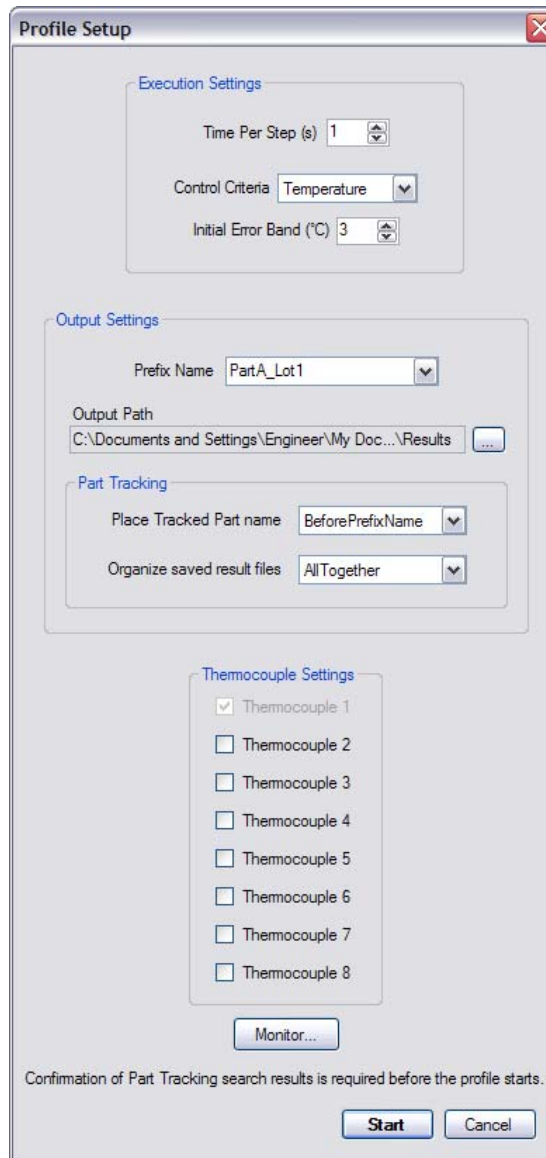 Profile Setup
Execution Settings
Time Per Step (s) 1
Control Criteria Temperature
Initial Error Band (°C) 3
Output Settings
Prefix Name PartA_Lot1
Output Path
C:\Documents and Settings\Engineer\My Doc...\Results ...
Part Tracking
Place Tracked Part name BeforePrefixName
Organize saved result files AllTogether
Thermocouple Settings
Thermocouple 1
Thermocouple 2
Thermocouple 3
Thermocouple 4
Thermocouple 5
Thermocouple 6
Thermocouple 7
Thermocouple 8
Monitor...
Confirmation of Part Tracking search results is required before the profile starts.
Start Cancel